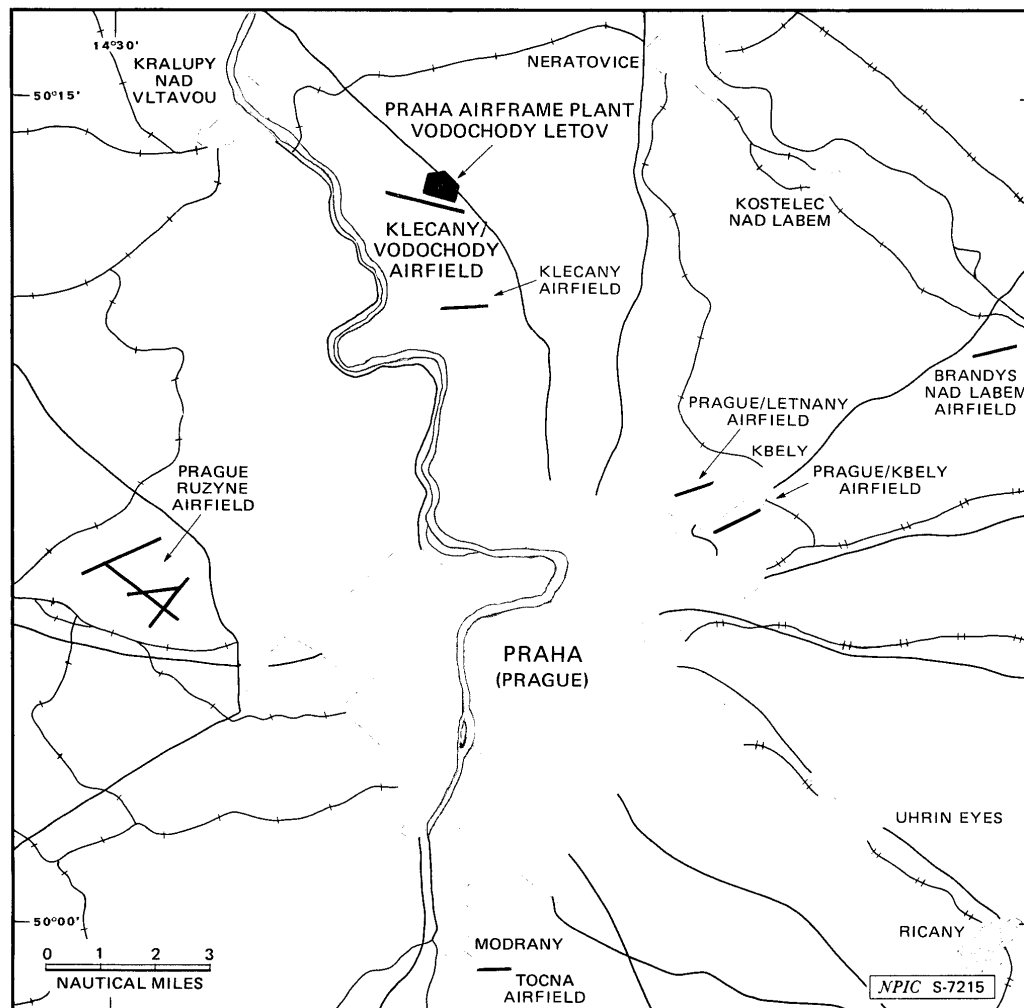 14°30'
KRALUPY
NAD
VLTAVOU
50°15'
NERATOVICE
PRAHA AIRFRAME PLANT
VODOCHODY LETOV
KOSTELEC
NAD LABEM
KLECANY/
VODOCHODY
AIRFIELD
KLECANY
AIRFIELD
BRANDYS
NAD LABEM
AIRFIELD
PRAGUE/LETNANY
AIRFIELD
KBELY
PRAGUE/KBELY
AIRFIELD
PRAGUE
RUZYNE
AIRFIELD
PRAHA
(PRAGUE)
UHRIN EYES
RICANY
50°00'
0 1 2 3
NAUTICAL MILES
MODRANY
TOCNA
AIRFIELD
NPIC S-7215